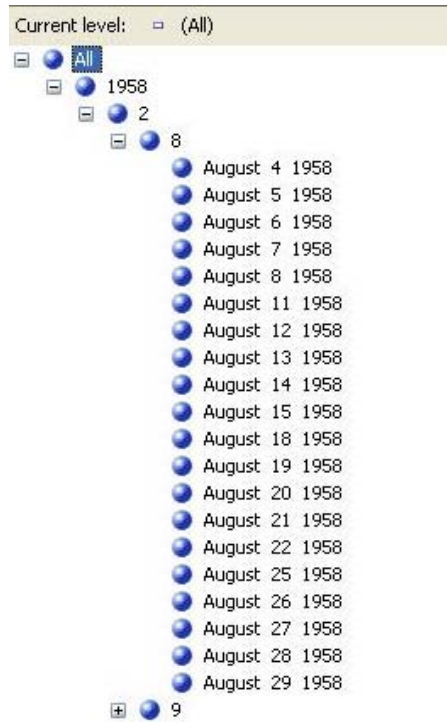 Current level: (All)
All
1958
2
8
August 4 1958
August 5 1958
August 6 1958
August 7 1958
August 8 1958
August 11 1958
August 12 1958
August 13 1958
August 14 1958
August 15 1958
August 18 1958
August 19 1958
August 20 1958
August 21 1958
August 22 1958
August 25 1958
August 26 1958
August 27 1958
August 28 1958
August 29 1958
9